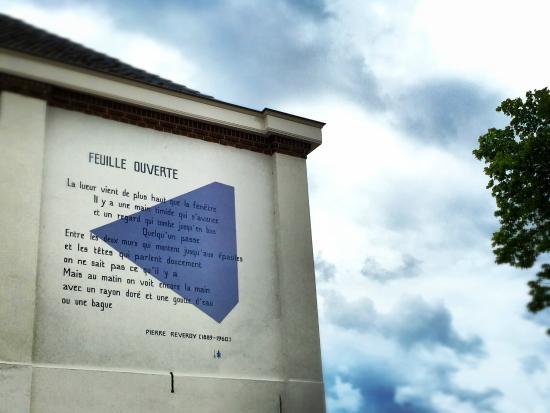 FEUILLE OUVERTE
La lueur vient de plus haut que la fenêtre
Il y a une main timide qui s'avance
et un regard qui tombe jusqu'en bas
Quelqu'un passe
Entre les deux murs qui montent jusqu'aux épaules
et les têtes qui parlent doucement
on ne sait pas ce qu'il y a
Mais au matin on voit encore la main
avec un rayon doré et une goutte d'eau
ou une bague
PIERRE REVERDY (1889-1960)